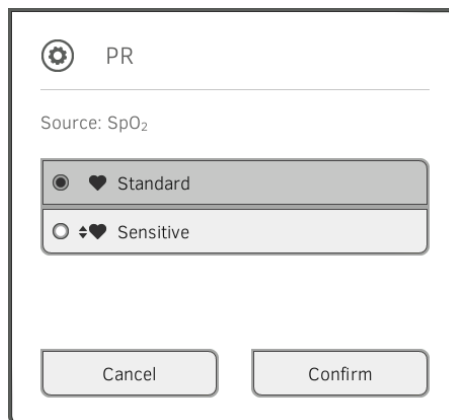 PR
Source: SpO₂
Standard
Sensitive
Cancel
Confirm